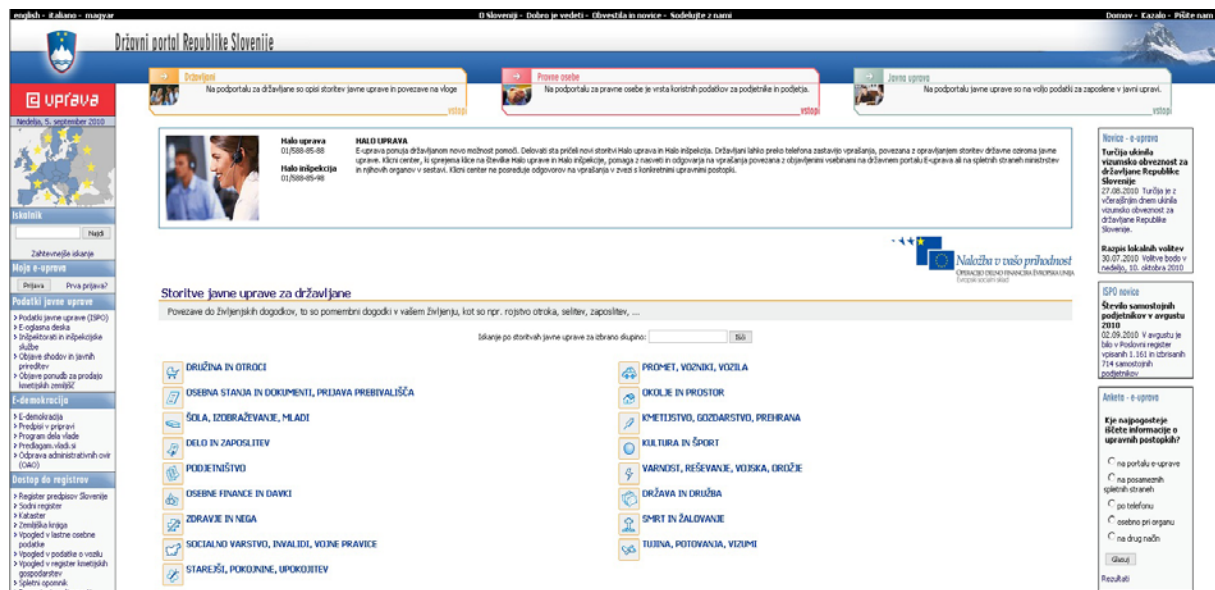 english - italiano - magyar
O Sloveniji - Dobro je vedeti - Obvestila in novice - Sodelujte z nami
Domov - Kazalo - Pišite nam
Državni portal Republike Slovenije
Državljani
Na podportalu za državljane so opisi storitev javne uprave in povezave na vloge
vstopi
Pravne osebe
Na podportalu za pravne osebe je vrsta koristnih podatkov za podjetnike in podjetja.
vstopi
Javna uprava
Na podportalu javne uprave so na voljo podatki za zaposlene v javni upravi.
vstopi
e uprava
Nedelja, 5. september 2010
Iskalnik
Najdi
Zahtevnejše iskanje
Moja e-uprava
Prijava
Prva prijava?
Podatki javne uprave
> Podatki javne uprave (ISPO)
> E-oglasna deska
> Inšpektorati in inšpekcijske
službe
> Objave shodov in javnih
prireditev
> Objave ponudb za prodajo
kmetijskih zemljišč
E-demokracija
> E-demokracija
> Predpisi v pripravi
> Program dela vlade
> Predlagam.vladi.si
> Odprava administrativnih ovir
(OAO)
Dostop do registrov
> Register predpisov Slovenije
> Sodni register
> Kataster
> Zemljiška knjiga
> Vpogled v lastne osebne
podatke
> Vpogled v podatke o vozilu
> Vpogled v register kmetijskih
gospodarstev
> Spletni opomnik
Halo uprava
01/588-85-88
Halo inšpekcija
01/588-85-98
HALO UPRAVA
E-uprava ponuja državljanom novo možnost pomoči. Delovati sta pričeli novi storitvi Halo uprava in Halo inšpekcija. Državljani lahko preko telefona zastavijo vprašanja, povezana z opravljanjem storitev državne oziroma javne
uprave. Klicni center, ki sprejema klice na številke Halo uprave in Halo inšpekcije, pomaga z nasveti in odgovarja na vprašanja povezana z objavljenimi vsebinami na državnem portalu E-uprava ali na spletnih straneh ministrstev
in njihovih organov v sestavi. Klicni center ne posreduje odgovorov na vprašanja v zvezi s konkretnimi upravnimi postopki.
Naložba v vašo prihodnost
OPERACIJO DELNO FINANCIRA EVROPSKA UNIJA
Evropski socialni sklad
Storitve javne uprave za državljane
Povezave do življenjskih dogodkov, to so pomembni dogodki v vašem življenju, kot so npr. rojstvo otroka, selitev, zaposlitev, ...
Iskanje po storitvah javne uprave za izbrano skupino:
Išči
DRUŽINA IN OTROCI
OSEBNA STANJA IN DOKUMENTI, PRIJAVA PREBIVALIŠČA
ŠOLA, IZOBRAŽEVANJE, MLADI
DELO IN ZAPOSLITEV
PODJETNIŠTVO
OSEBNE FINANCE IN DAVKI
ZDRAVJE IN NEGA
SOCIALNO VARSTVO, INVALIDI, VOJNE PRAVICE
STAREJŠI, POKOJNINE, UPOKOJITEV
PROMET, VOZNIKI, VOZILA
OKOLJE IN PROSTOR
KMETIJSTVO, GOZDARSTVO, PREHRANA
KULTURA IN ŠPORT
VARNOST, REŠEVANJE, VOJSKA, OROŽJE
DRŽAVA IN DRUŽBA
SMRT IN ŽALOVANJE
TUJINA, POTOVANJA, VIZUMI
Novice - e-uprava
Turčija ukinila
vizumsko obveznost za
državljane Republike
Slovenije
27.08.2010 Turčija je z
včerajšnjim dnem ukinila
vizumsko obveznost za
državljane Republike
Slovenije.
Razpis lokalnih volitev
30.07.2010 Volitve bodo v
nedeljo, 10. oktobra 2010
ISPO novice
Število samostojnih
podjetnikov v avgustu
2010
02.09.2010 V avgustu je
bilo v Poslovni register
vpisanih 1.161 in izbrisanih
714 samostojnih
podjetnikov
Anketa - e-uprava
Kje najpogosteje
iščete informacije o
upravnih postopkih?
na portalu e-uprave
na posameznih
spletnih straneh
po telefonu
osebno pri organu
na drug način
Glasuj
Rezultati